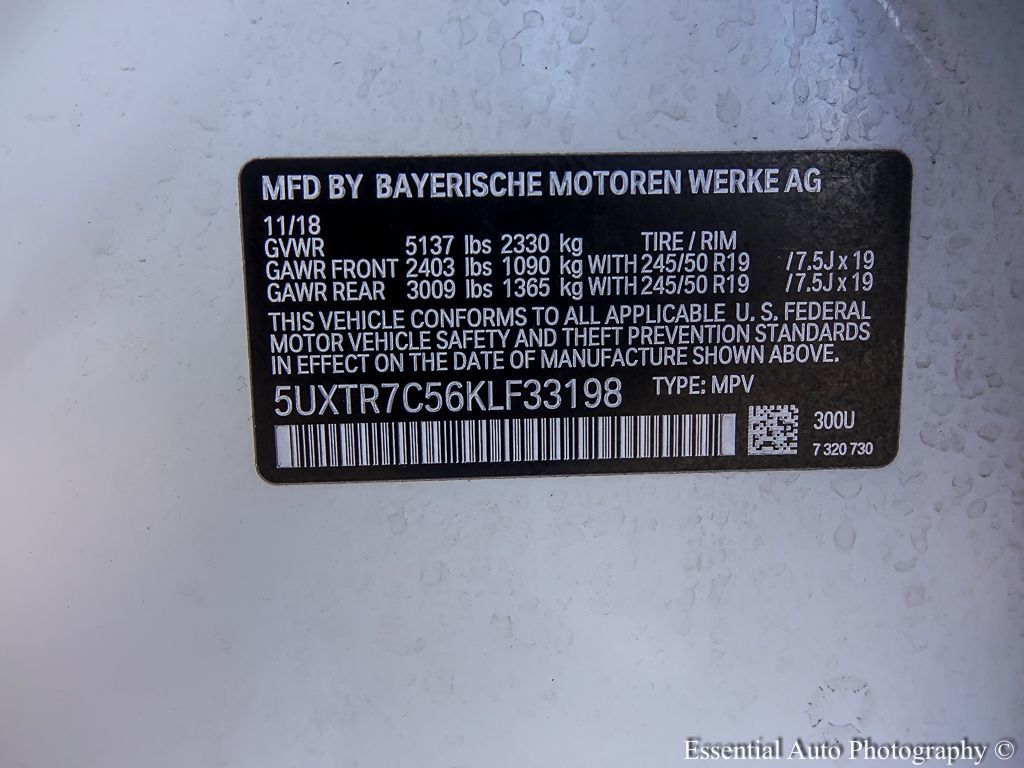 MFD BY BAYERISCHE MOTOREN WERKE AG
11/18
GVWR 5137 lbs 2330 kg TIRE / RIM
GAWR FRONT 2403 lbs 1090 kg WITH 245/50 R19 / 7.5J x 19
GAWR REAR 3009 lbs 1365 kg WITH 245/50 R19 / 7.5J x 19
THIS VEHICLE CONFORMS TO ALL APPLICABLE U. S. FEDERAL
MOTOR VEHICLE SAFETY AND THEFT PREVENTION STANDARDS
IN EFFECT ON THE DATE OF MANUFACTURE SHOWN ABOVE.
5UXTR7C56KLF33198 TYPE: MPV
300U
7 320 730
Essential Auto Photography ©